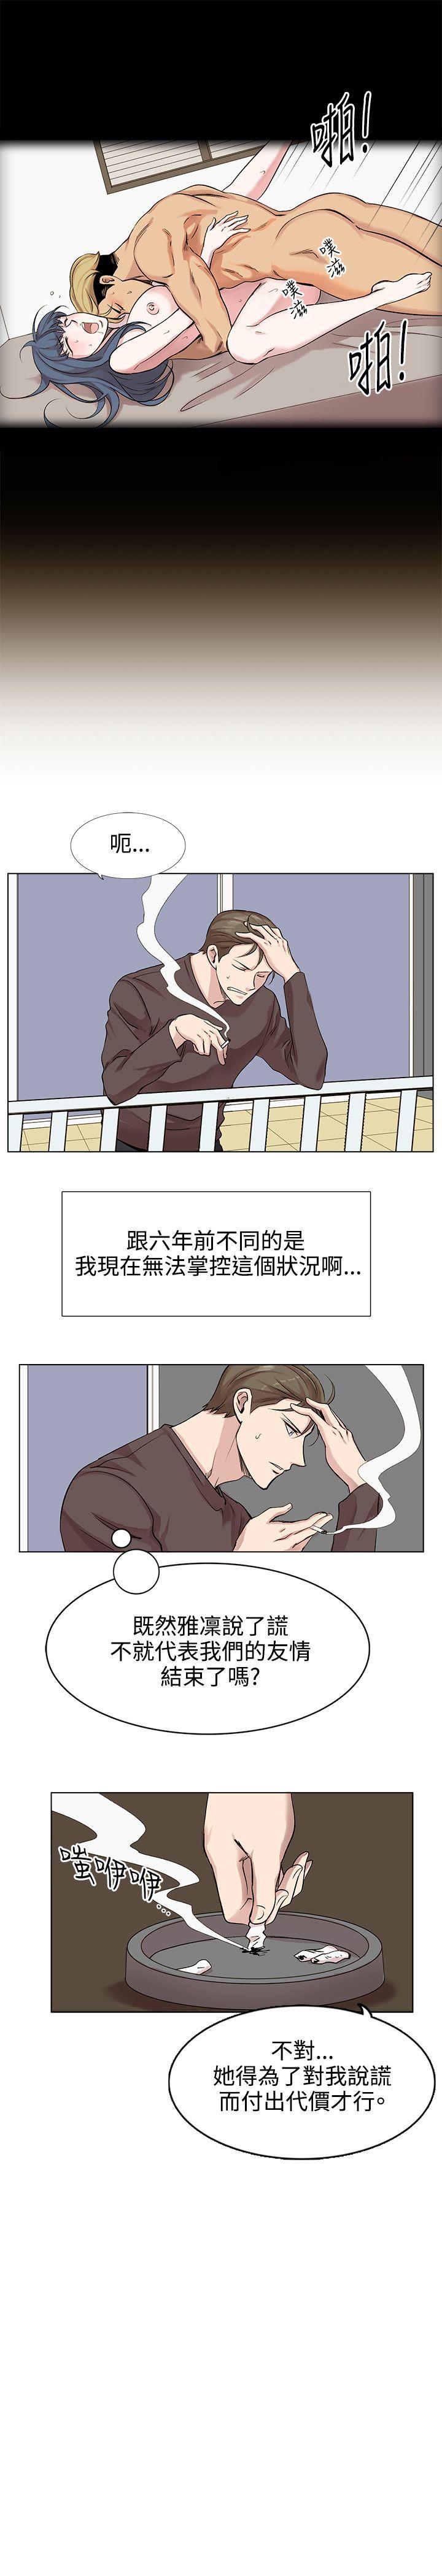 啪!
噗滋
噗滋
啪!
呃...
跟六年前不同的是
我現在無法掌控這個狀況啊...
既然雅凜說了謊
不就代表我們的友情
結束了嗎?
嗤咿咿...
不對...
她得為了對我說謊
而付出代價才行。